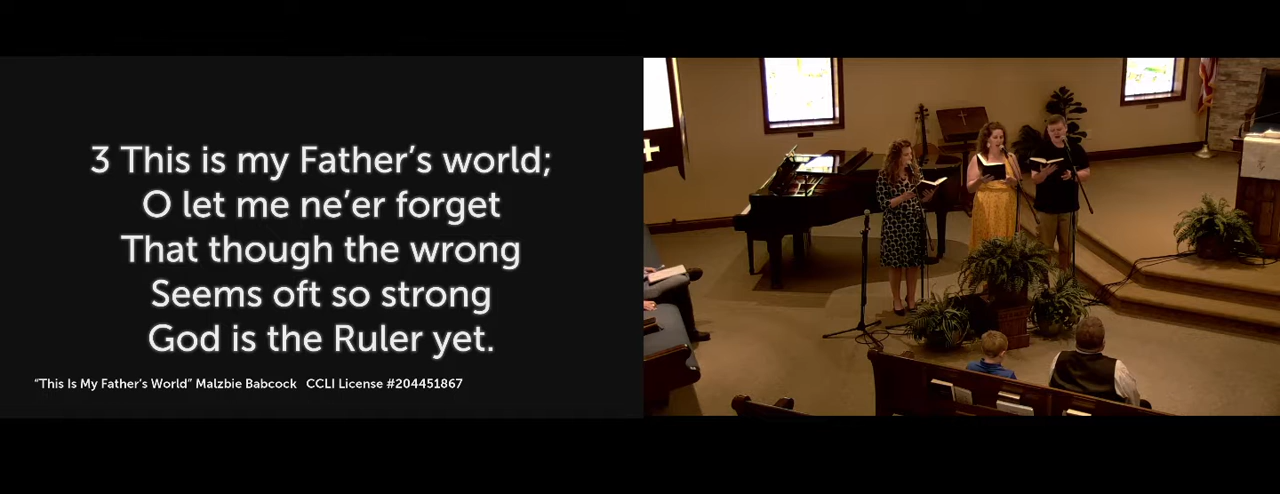 3 This is my Father’s world;
O let me ne’er forget
That though the wrong
Seems oft so strong
God is the Ruler yet.
“This Is My Father’s World” Malzbie Babcock CCLI License #204451867